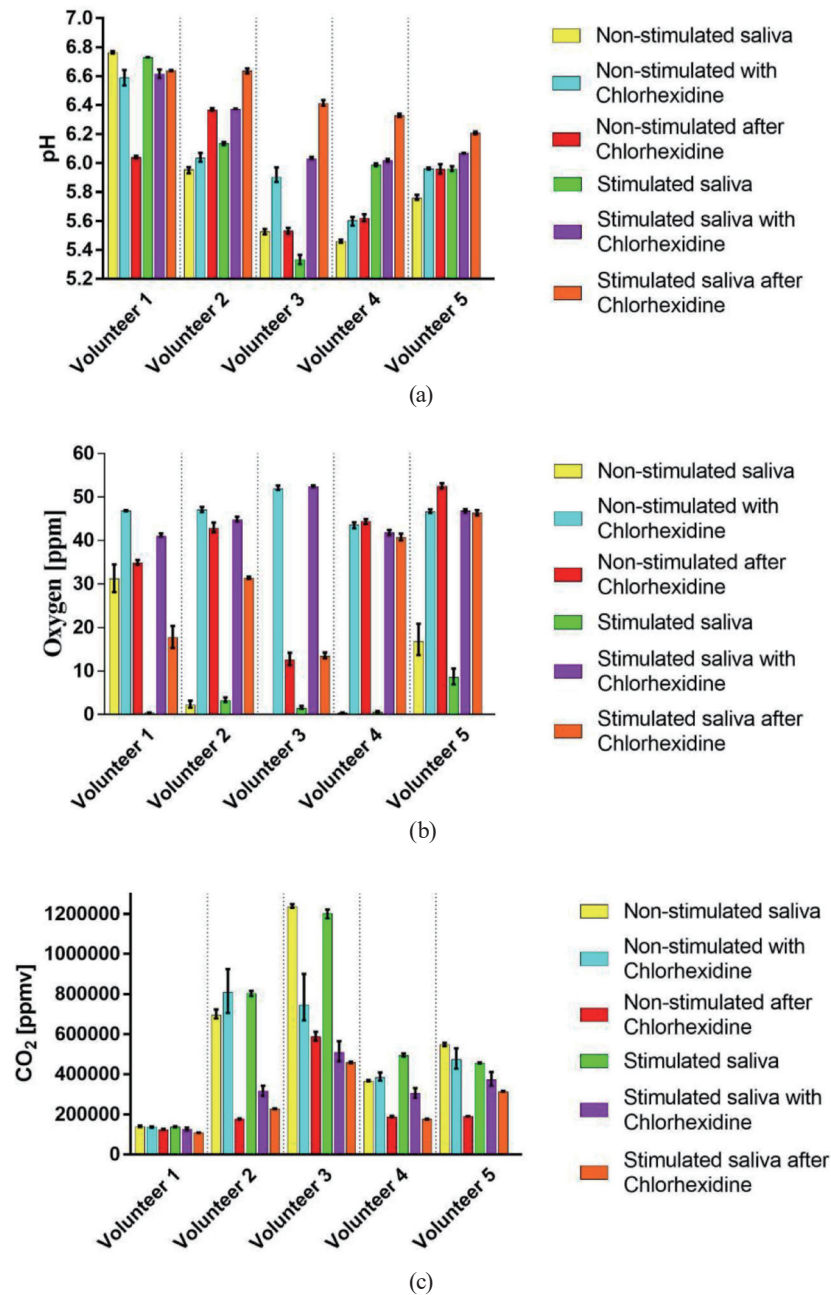 7.0
6.8
6.6
6.4
6.2
6.0
5.8
5.6
5.4
5.2
pH
Volunteer 1
Volunteer 2
Volunteer 3
Volunteer 4
Volunteer 5
Non-stimulated saliva
Non-stimulated with
Chlorhexidine
Non-stimulated after
Chlorhexidine
Stimulated saliva
Stimulated saliva with
Chlorhexidine
Stimulated saliva after
Chlorhexidine
(a)
60
50
40
30
20
10
0
Oxygen [ppm]
Volunteer 1
Volunteer 2
Volunteer 3
Volunteer 4
Volunteer 5
Non-stimulated saliva
Non-stimulated with
Chlorhexidine
Non-stimulated after
Chlorhexidine
Stimulated saliva
Stimulated saliva with
Chlorhexidine
Stimulated saliva after
Chlorhexidine
(b)
1200000
1000000
800000
600000
400000
200000
0
CO2 [ppmv]
Volunteer 1
Volunteer 2
Volunteer 3
Volunteer 4
Volunteer 5
Non-stimulated saliva
Non-stimulated with
Chlorhexidine
Non-stimulated after
Chlorhexidine
Stimulated saliva
Stimulated saliva with
Chlorhexidine
Stimulated saliva after
Chlorhexidine
(c)